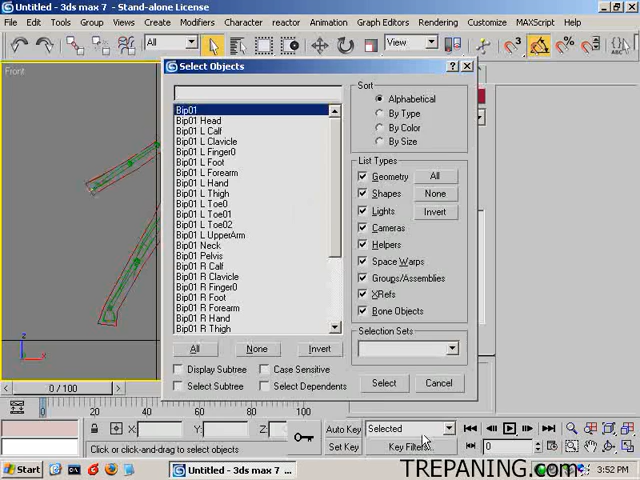 Untitled - 3ds max 7 - Stand-alone License
File Edit Tools Group Views Create Modifiers Character reactor Animation Graph Editors Rendering Customize MAXScript Help
All
View
Front
Select Objects
Bip01
Bip01 Head
Bip01 L Calf
Bip01 L Clavicle
Bip01 L Finger0
Bip01 L Foot
Bip01 L Forearm
Bip01 L Hand
Bip01 L Thigh
Bip01 L Toe0
Bip01 L Toe01
Bip01 L Toe02
Bip01 L UpperArm
Bip01 Neck
Bip01 Pelvis
Bip01 R Calf
Bip01 R Clavicle
Bip01 R Finger0
Bip01 R Foot
Bip01 R Forearm
Bip01 R Hand
Bip01 R Thigh
All None Invert
Display Subtree Case Sensitive
Select Subtree Select Dependents
Sort
Alphabetical
By Type
By Color
By Size
List Types
Geometry All
Shapes None
Lights Invert
Cameras
Helpers
Space Warps
Groups/Assemblies
XRefs
Bone Objects
Selection Sets
Select Cancel
z
x
0 / 100
0
X: Y: Z:
Auto Key Selected
Set Key Key Filters...
0
Click or click-and-drag to select objects
Start
Untitled - 3ds max 7 - ...
3:52 PM
TREPANING.com